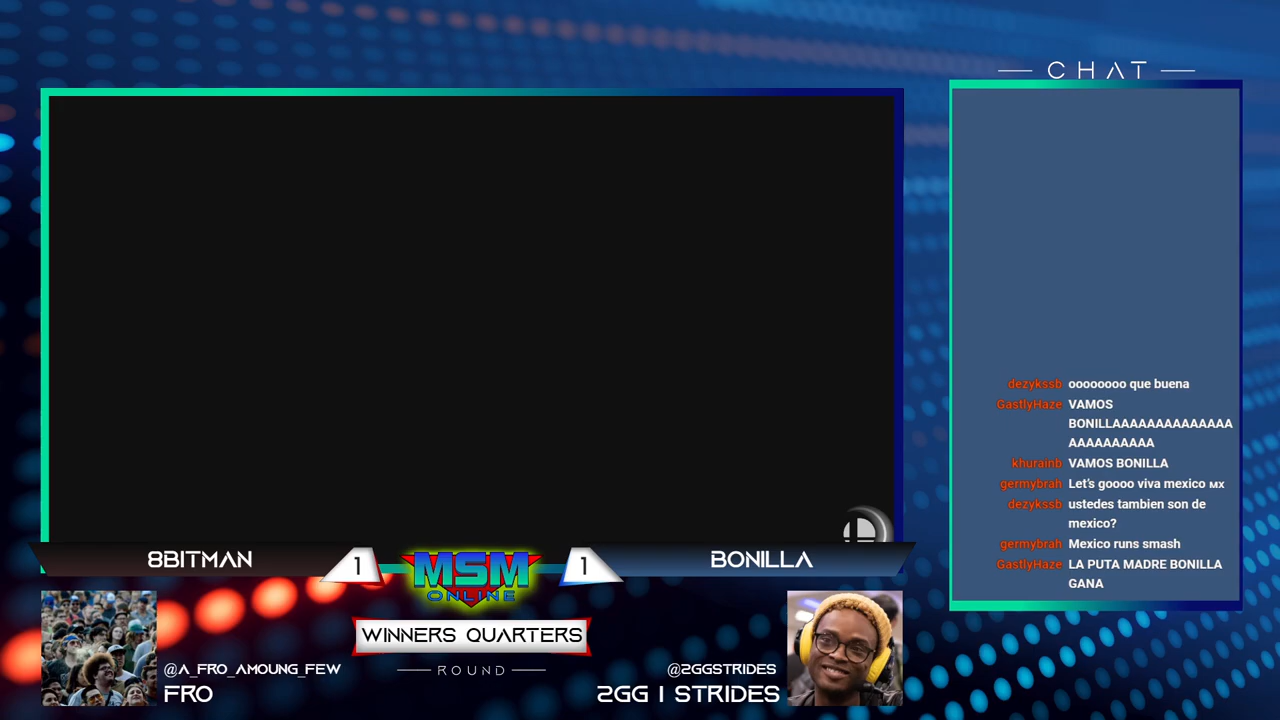 CHAT
dezykssb oooooooo que buena
GastlyHaze VAMOS
BONILLAAAAAAAAAAAAAAA
AAAAAAAAAA
khurainb VAMOS BONILLA
germybrah Let's goooo viva mexico MX
dezykssb ustedes tambien son de
mexico?
germybrah Mexico runs smash
GastlyHaze LA PUTA MADRE BONILLA
GANA
8BITMAN 1 MSM 1 BONILLA
ONLINE
WINNERS QUARTERS
ROUND
@A_FRO_AMOUNG_FEW
FRO
@2GGSTRIDES
2GG | STRIDES